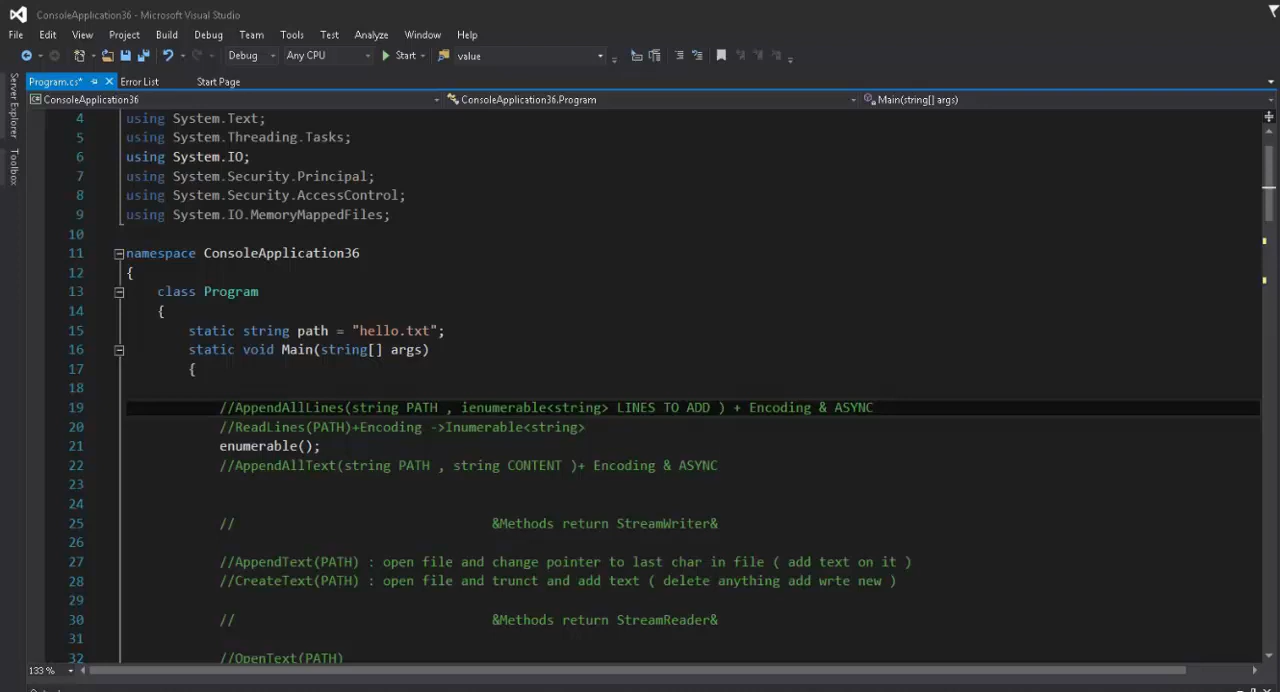 ConsoleApplication36 - Microsoft Visual Studio
File Edit View Project Build Debug Team Tools Test Analyze Window Help
Debug Any CPU Start value
Program.cs* Error List Start Page
ConsoleApplication36 ConsoleApplication36.Program Main(string[] args)
Server Explorer
Toolbox
4 using System.Text;
5 using System.Threading.Tasks;
6 using System.IO;
7 using System.Security.Principal;
8 using System.Security.AccessControl;
9 using System.IO.MemoryMappedFiles;
10
11 namespace ConsoleApplication36
12 {
13 class Program
14 {
15 static string path = "hello.txt";
16 static void Main(string[] args)
17 {
18
19 //AppendAllLines(string PATH , ienumerable<string> LINES TO ADD ) + Encoding & ASYNC
20 //ReadLines(PATH)+Encoding ->Inumerable<string>
21 enumerable();
22 //AppendAllText(string PATH , string CONTENT )+ Encoding & ASYNC
23
24
25 // &Methods return StreamWriter&
26
27 //AppendText(PATH) : open file and change pointer to last char in file ( add text on it )
28 //CreateText(PATH) : open file and trunct and add text ( delete anything add wrte new )
29
30 // &Methods return StreamReader&
31
32 //OpenText(PATH)
133 %